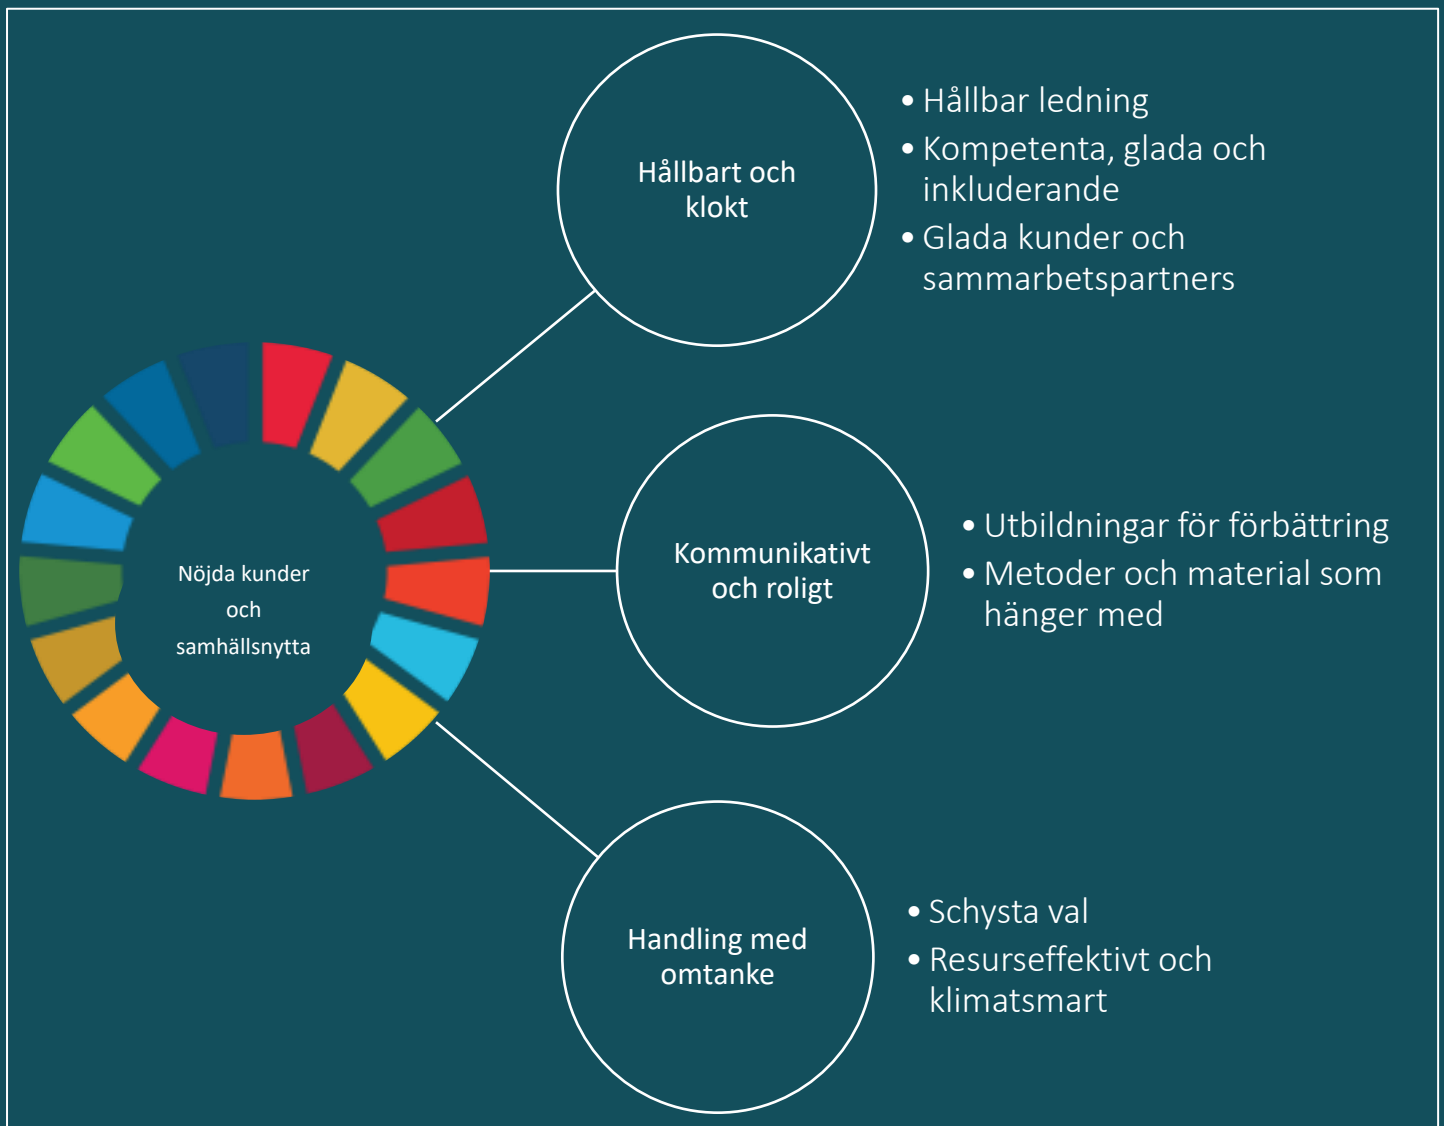 Hållbart och
klokt
• Hållbar ledning
• Kompetenta, glada och
inkluderande
• Glada kunder och
sammarbetspartners
Nöjda kunder
och
samhällsnytta
Kommunikativt
och roligt
• Utbildningar för förbättring
• Metoder och material som
hänger med
Handling med
omtanke
• Schysta val
• Resurseffektivt och
klimatsmart